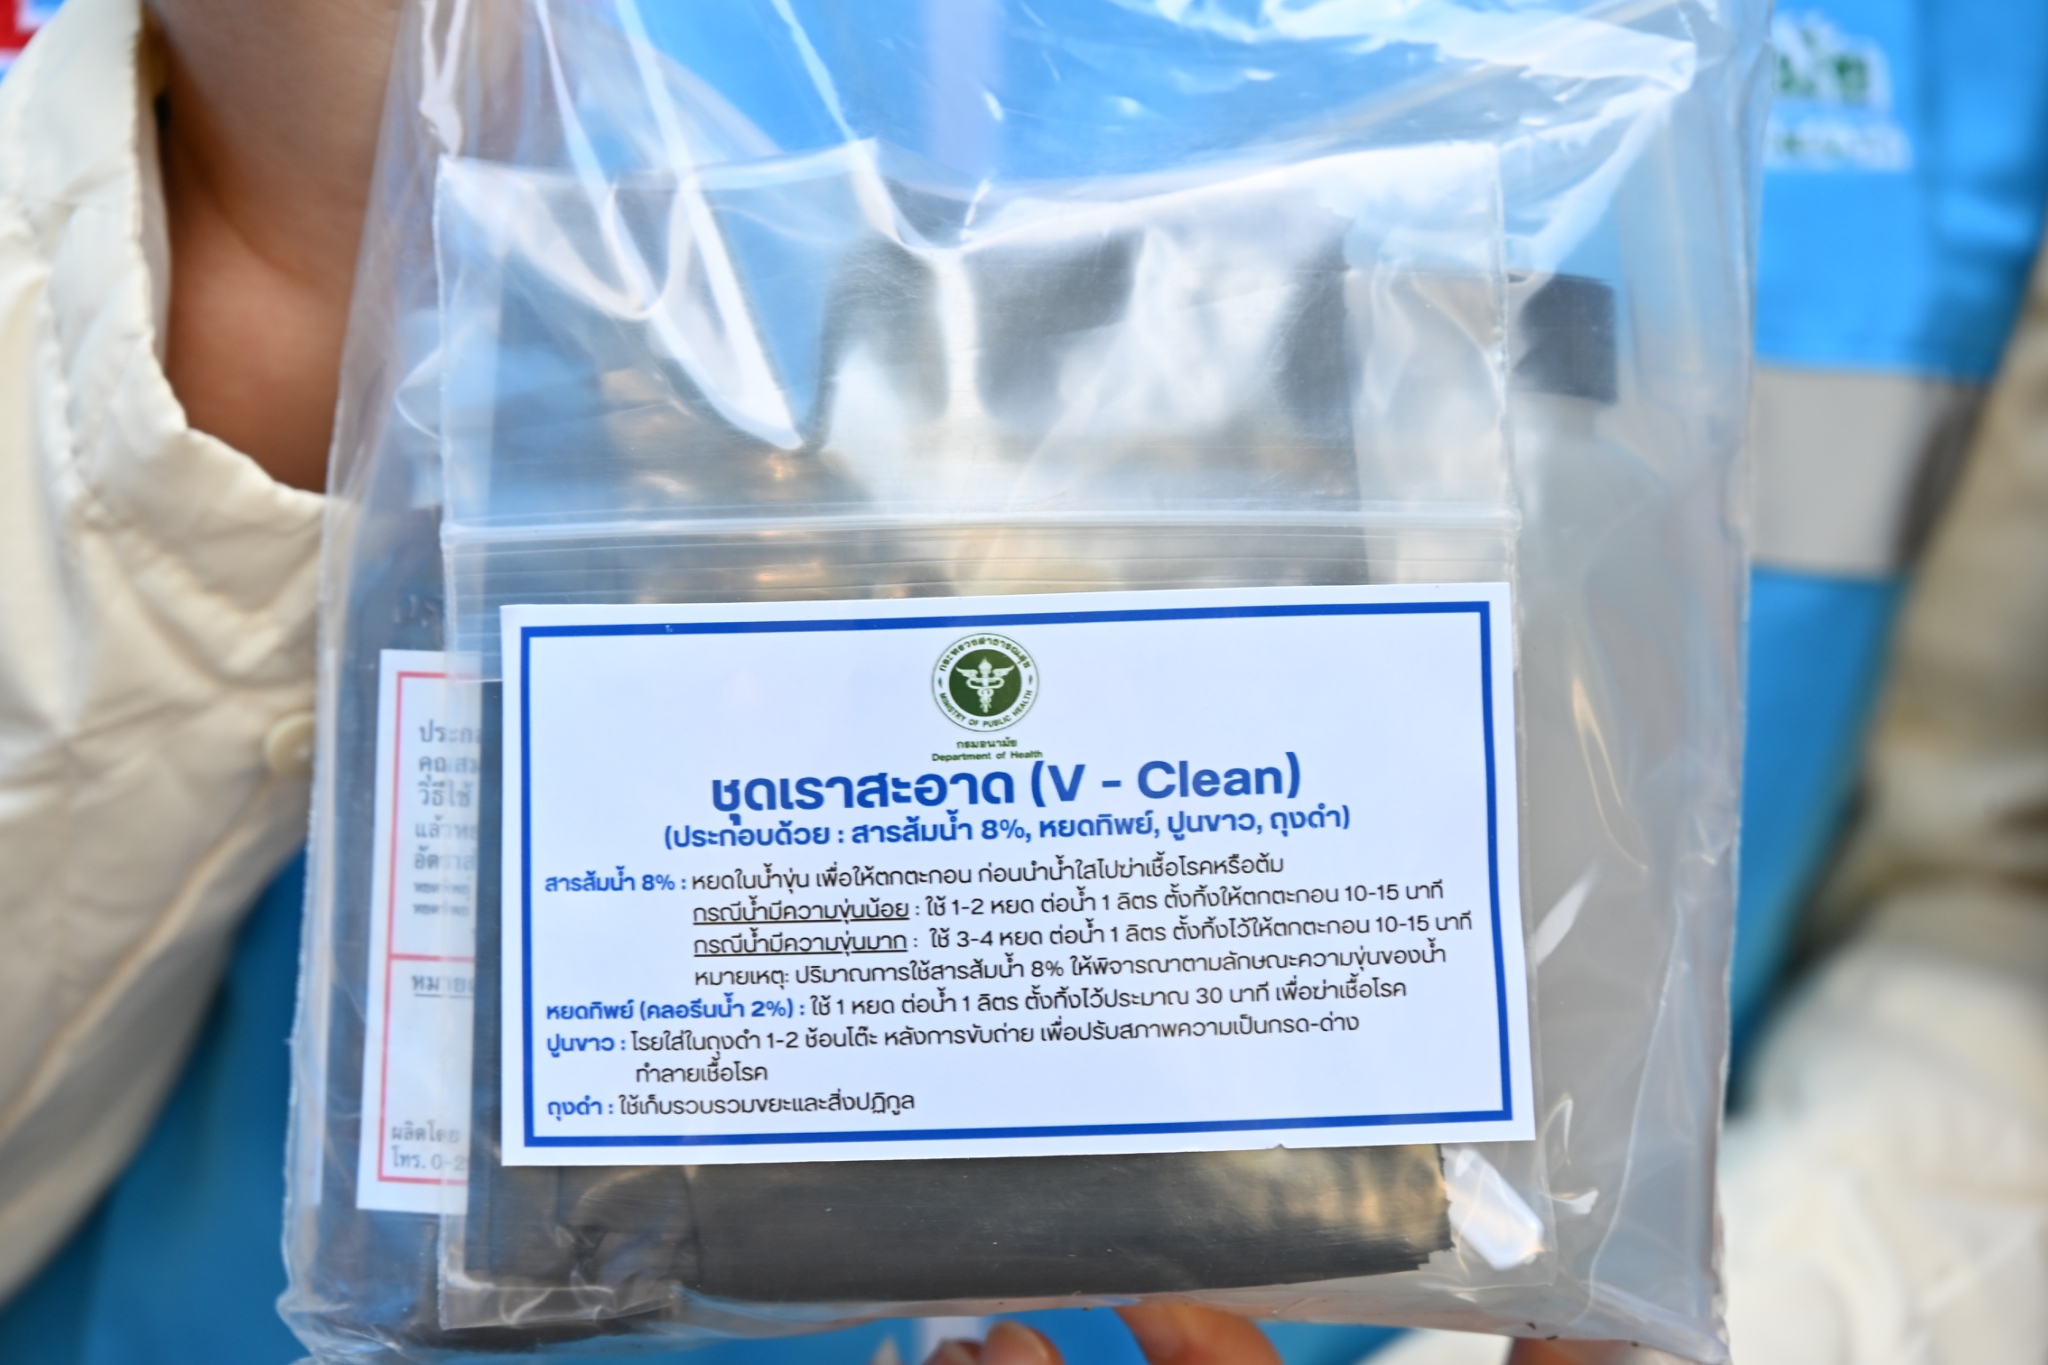 กระทรวงสาธารณสุข
MINISTRY OF PUBLIC HEALTH
กรมอนามัย
Department of Health
ชุดเราสะอาด (V - Clean)
(ประกอบด้วย : สารส้มน้ำ 8%, หยดทิพย์, ปูนขาว, ถุงดำ)
สารส้มน้ำ 8% : หยดในน้ำขุ่น เพื่อให้ตกตะกอน ก่อนนำน้ำใสไปฆ่าเชื้อโรคหรือต้ม
กรณีน้ำมีความขุ่นน้อย : ใช้ 1-2 หยด ต่อน้ำ 1 ลิตร ตั้งทิ้งให้ตกตะกอน 10-15 นาที
กรณีน้ำมีความขุ่นมาก : ใช้ 3-4 หยด ต่อน้ำ 1 ลิตร ตั้งทิ้งไว้ให้ตกตะกอน 10-15 นาที
หมายเหตุ: ปริมาณการใช้สารส้มน้ำ 8% ให้พิจารณาตามลักษณะความขุ่นของน้ำ
หยดทิพย์ (คลอรีนน้ำ 2%) : ใช้ 1 หยด ต่อน้ำ 1 ลิตร ตั้งทิ้งไว้ประมาณ 30 นาที เพื่อฆ่าเชื้อโรค
ปูนขาว : โรยใส่ในถุงดำ 1-2 ช้อนโต๊ะ หลังการขับถ่าย เพื่อปรับสภาพความเป็นกรด-ด่าง
ทำลายเชื้อโรค
ถุงดำ : ใช้เก็บรวบรวมขยะและสิ่งปฏิกูล
วิธีใช้
ผลิตโดย
โทร. 0-2